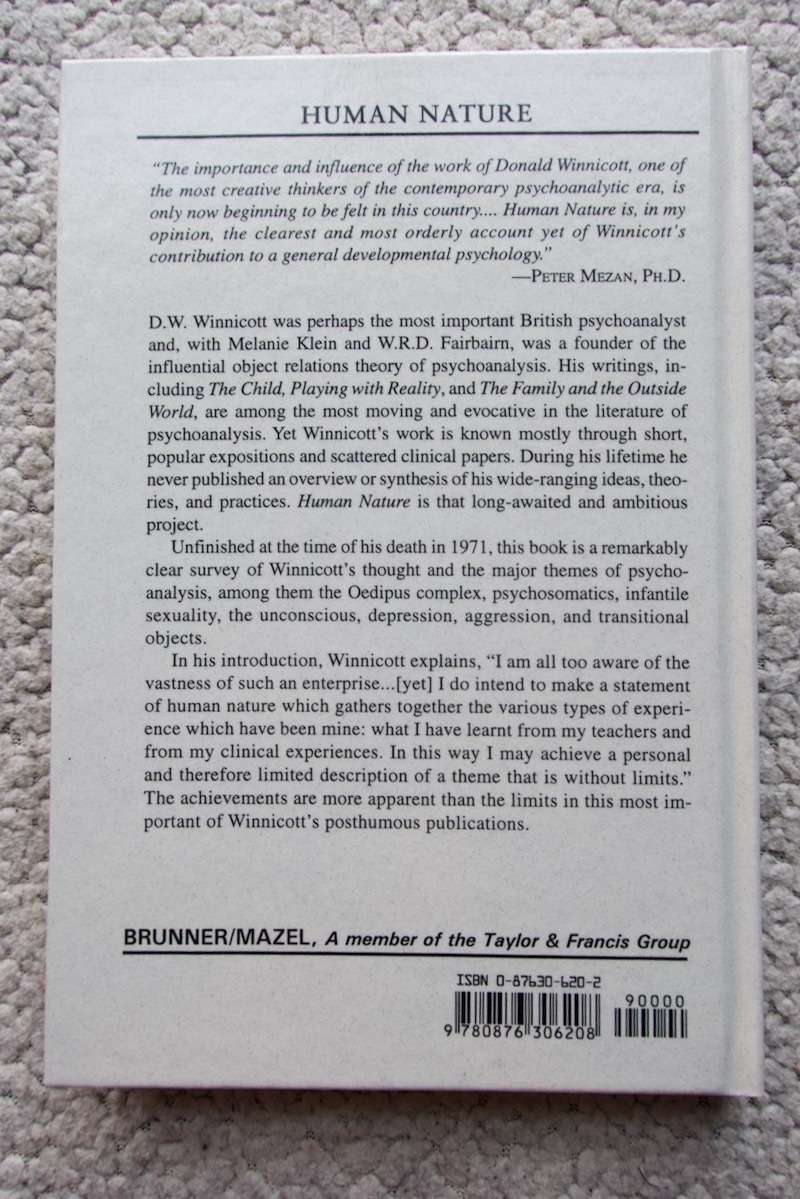 HUMAN NATURE
"The importance and influence of the work of Donald Winnicott, one of
the most creative thinkers of the contemporary psychoanalytic era, is
only now beginning to be felt in this country.... Human Nature is, in my
opinion, the clearest and most orderly account yet of Winnicott's
contribution to a general developmental psychology."
—PETER MEZAN, PH.D.
D.W. Winnicott was perhaps the most important British psychoanalyst
and, with Melanie Klein and W.R.D. Fairbairn, was a founder of the
influential object relations theory of psychoanalysis. His writings, in-
cluding The Child, Playing with Reality, and The Family and the Outside
World, are among the most moving and evocative in the literature of
psychoanalysis. Yet Winnicott's work is known mostly through short,
popular expositions and scattered clinical papers. During his lifetime he
never published an overview or synthesis of his wide-ranging ideas, theo-
ries, and practices. Human Nature is that long-awaited and ambitious
project.
Unfinished at the time of his death in 1971, this book is a remarkably
clear survey of Winnicott's thought and the major themes of psycho-
analysis, among them the Oedipus complex, psychosomatics, infantile
sexuality, the unconscious, depression, aggression, and transitional
objects.
In his introduction, Winnicott explains, "I am all too aware of the
vastness of such an enterprise...[yet] I do intend to make a statement
of human nature which gathers together the various types of experi-
ence which have been mine: what I have learnt from my teachers and
from my clinical experiences. In this way I may achieve a personal
and therefore limited description of a theme that is without limits."
The achievements are more apparent than the limits in this most im-
portant of Winnicott's posthumous publications.
BRUNNER/MAZEL, A member of the Taylor & Francis Group
ISBN 0-87630-620-2
90000
9 780876 306208